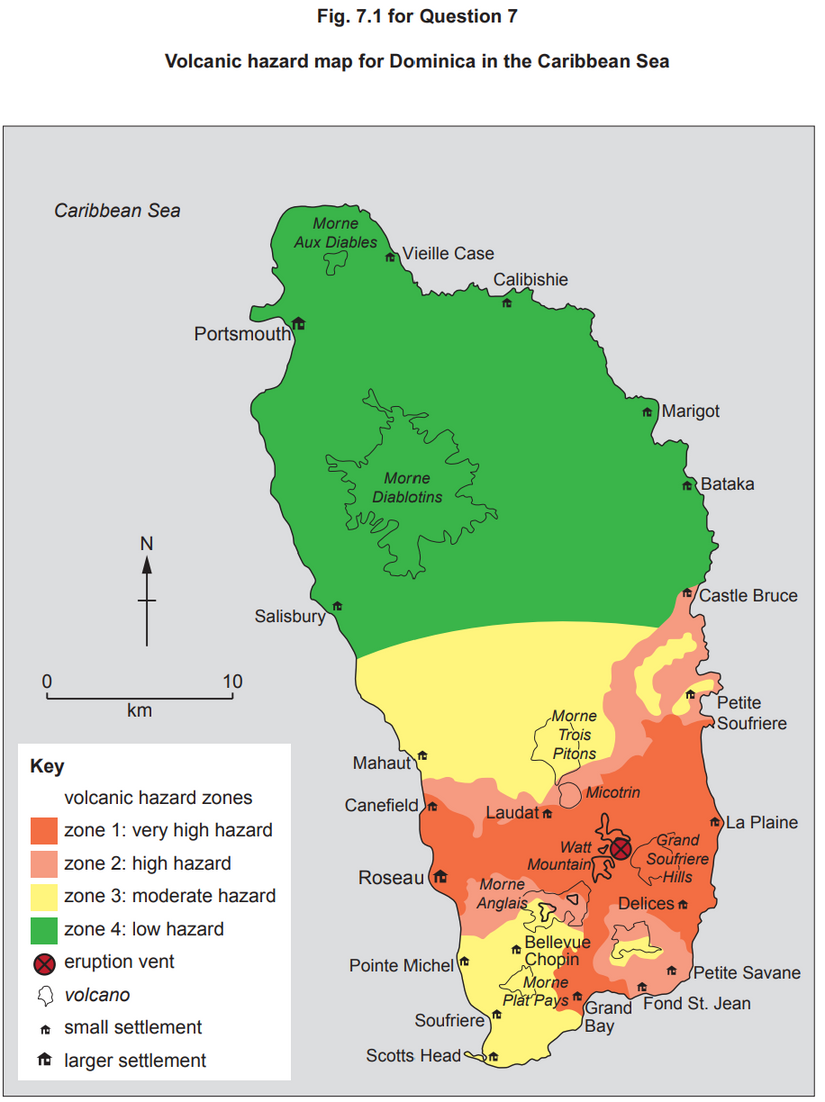 Fig. 7.1 for Question 7
Volcanic hazard map for Dominica in the Caribbean Sea
Caribbean Sea
Morne
Aux Diables
Vieille Case
Calibishie
Portsmouth
Marigot
Morne
Diablotins
Bataka
N
Castle Bruce
Salisbury
0
10
km
Petite
Soufriere
Morne
Trois
Pitons
Mahaut
Micotrin
Canefield
Laudat
La Plaine
Watt
Mountain
Grand
Soufriere
Hills
Roseau
Morne
Anglais
Delices
Bellevue
Chopin
Pointe Michel
Petite Savane
Morne
Plat Pays
Fond St. Jean
Grand
Bay
Soufriere
Scotts Head
Key
volcanic hazard zones
zone 1: very high hazard
zone 2: high hazard
zone 3: moderate hazard
zone 4: low hazard
eruption vent
volcano
small settlement
larger settlement